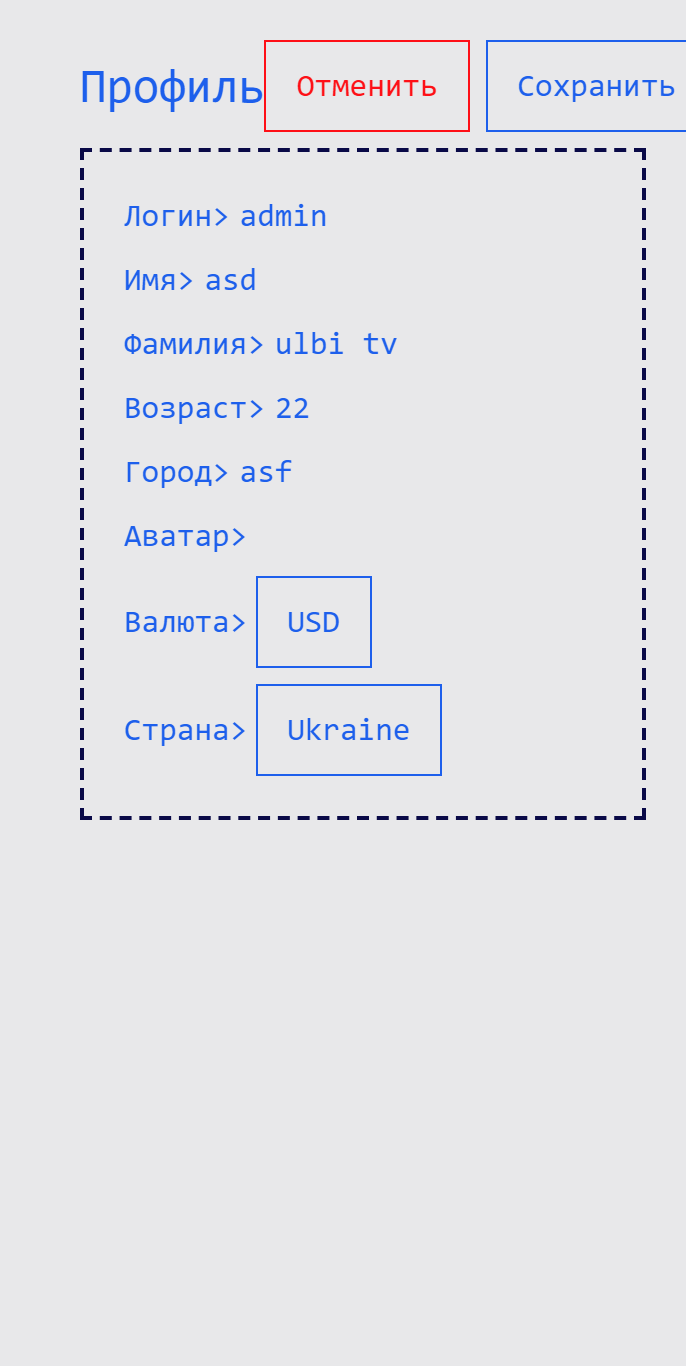 Профиль Отменить Сохранить
Логин> admin
Имя> asd
Фамилия> ulbi tv
Возраст> 22
Город> asf
Аватар>
Валюта> USD
Страна> Ukraine